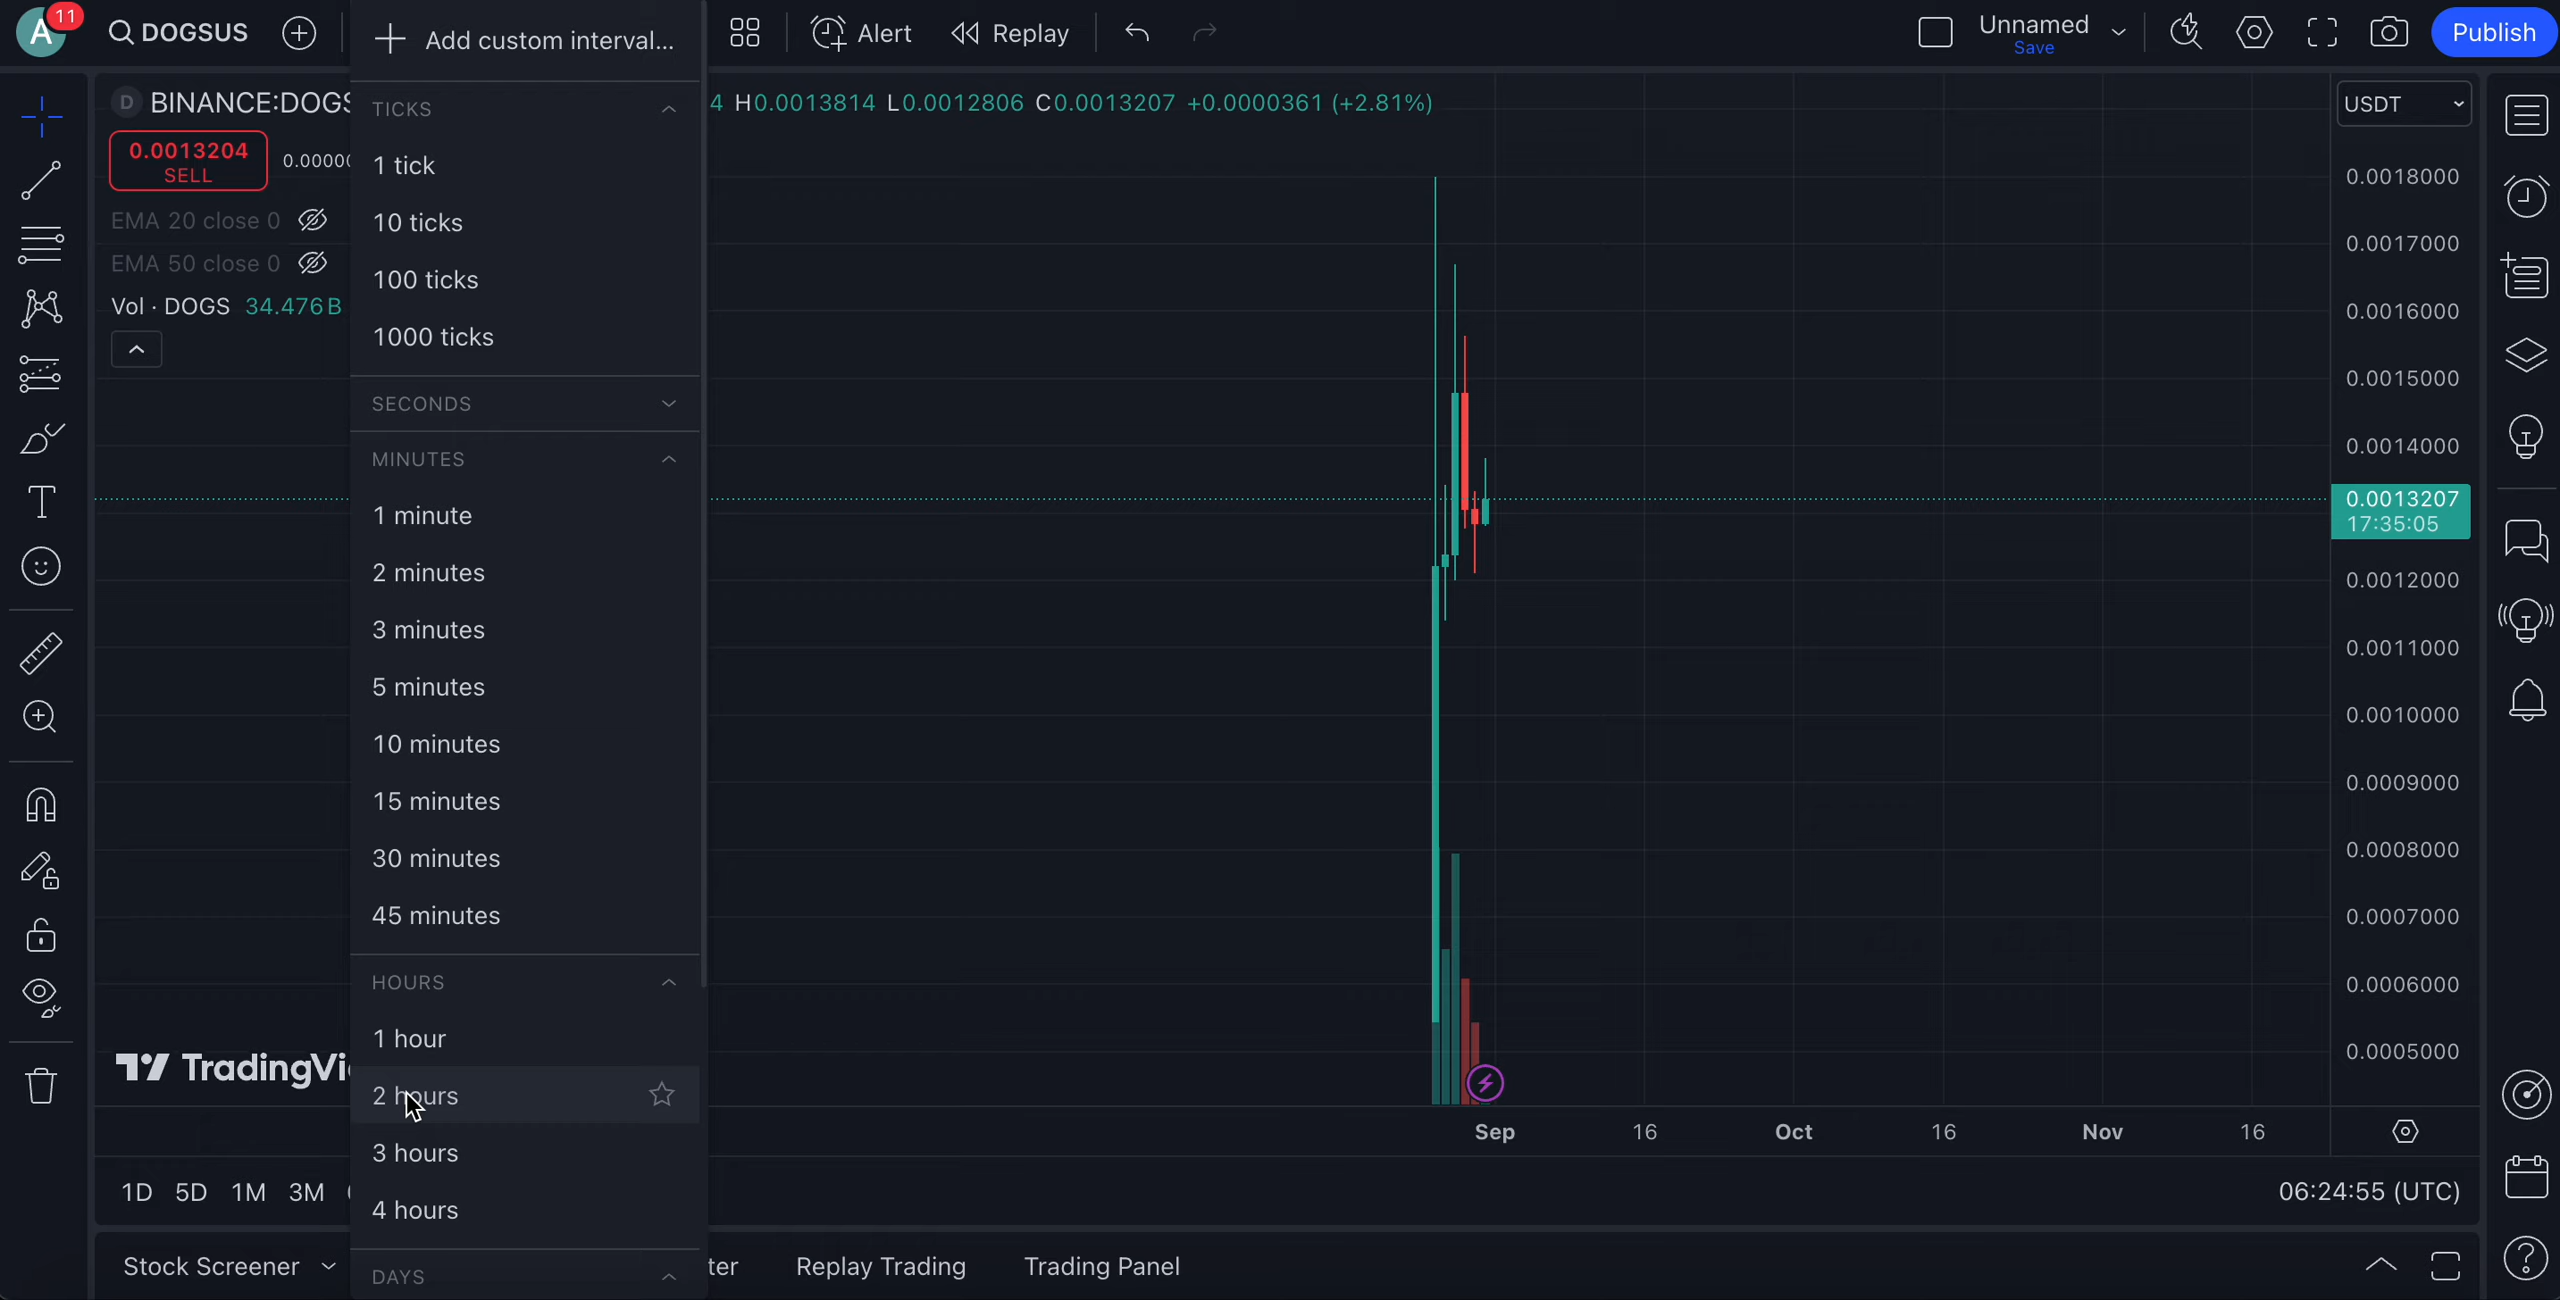 A 11
DOGSUS
Add custom interval...
Alert
Replay
Unnamed
Save
Publish
D BINANCE:DOGS
4 H0.0013814 L0.0012806 C0.0013207 +0.0000361 (+2.81%)
USDT
0.0013204
SELL
0.0000
EMA 20 close 0
EMA 50 close 0
Vol · DOGS 34.476B
TICKS
1 tick
10 ticks
100 ticks
1000 ticks
SECONDS
MINUTES
1 minute
2 minutes
3 minutes
5 minutes
10 minutes
15 minutes
30 minutes
45 minutes
HOURS
1 hour
2 hours
3 hours
4 hours
DAYS
0.0018000
0.0017000
0.0016000
0.0015000
0.0014000
0.0013207
17:35:05
0.0012000
0.0011000
0.0010000
0.0009000
0.0008000
0.0007000
0.0006000
0.0005000
TradingVi
Sep 16 Oct 16 Nov 16
1D 5D 1M 3M
06:24:55 (UTC)
Stock Screener
ter
Replay Trading
Trading Panel